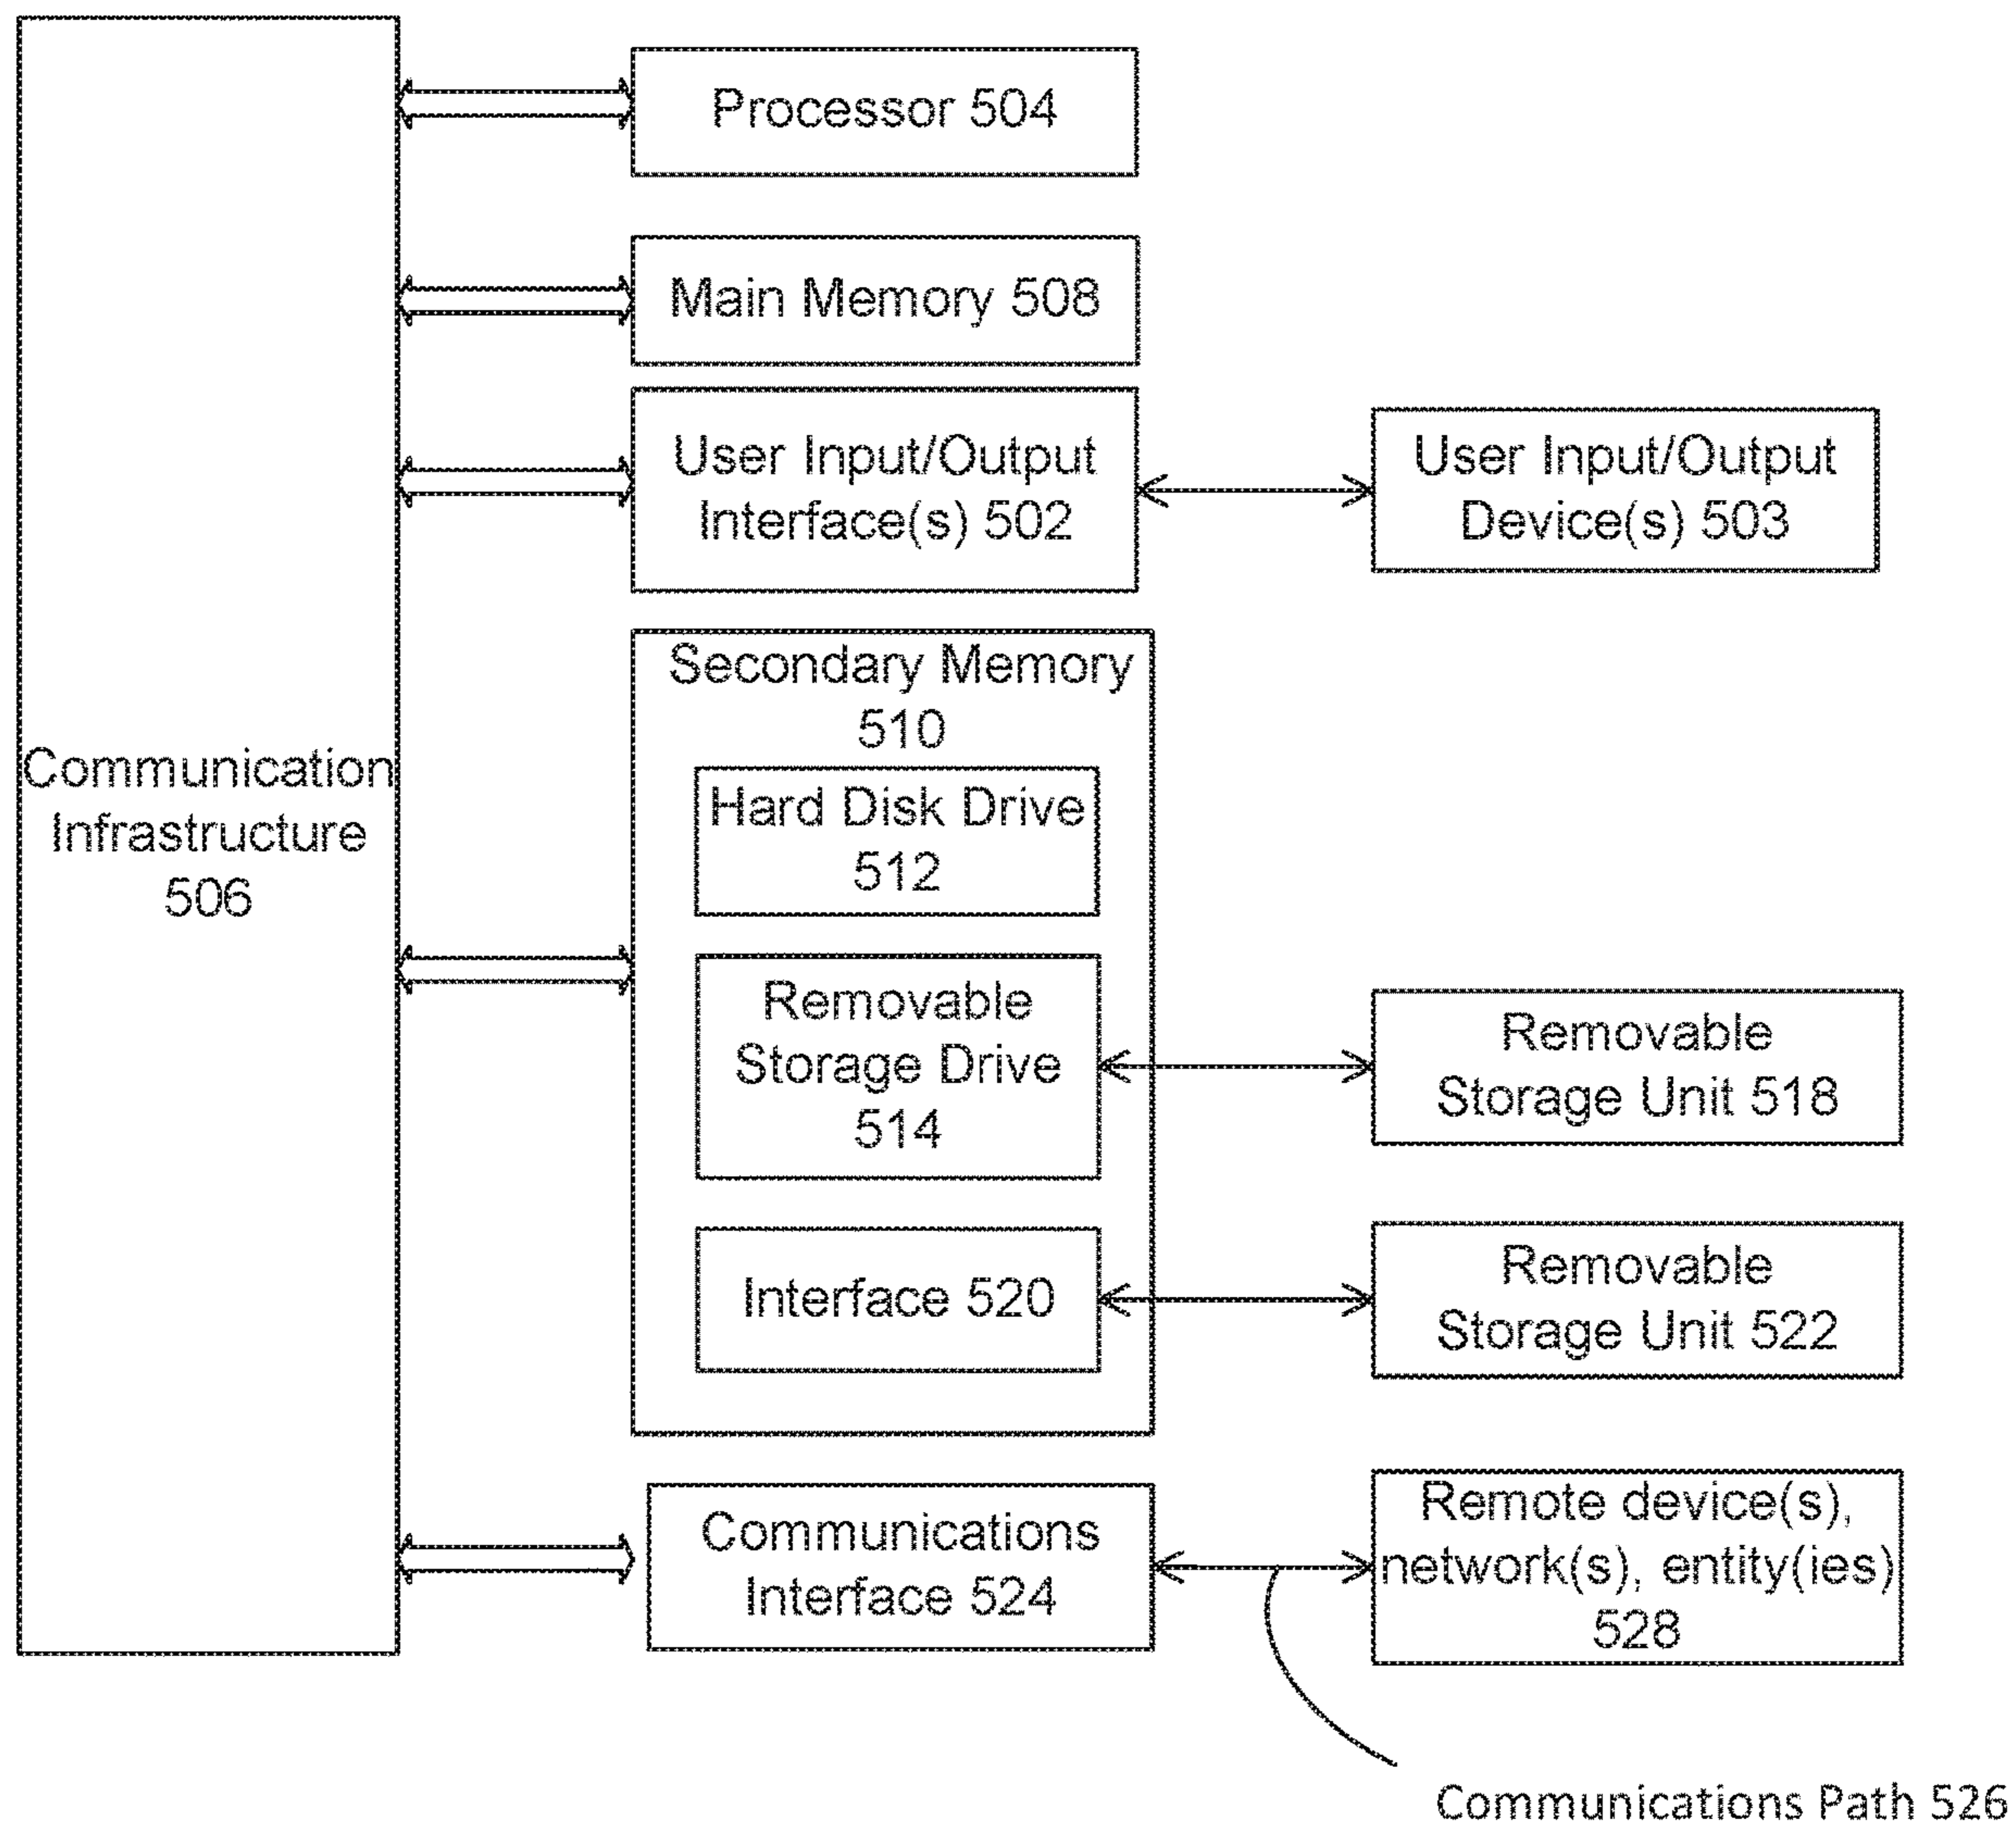 Processor 504
Main Memory 508
User Input/Output
Interface(s) 502
User Input/Output
Device(s) 503
Secondary Memory
510
Hard Disk Drive
512
Communication
Infrastructure
506
Removable
Storage Drive
514
Removable
Storage Unit 518
Interface 520
Removable
Storage Unit 522
Communications
Interface 524
Remote device(s),
network(s), entity(ies)
528
Communications Path 526